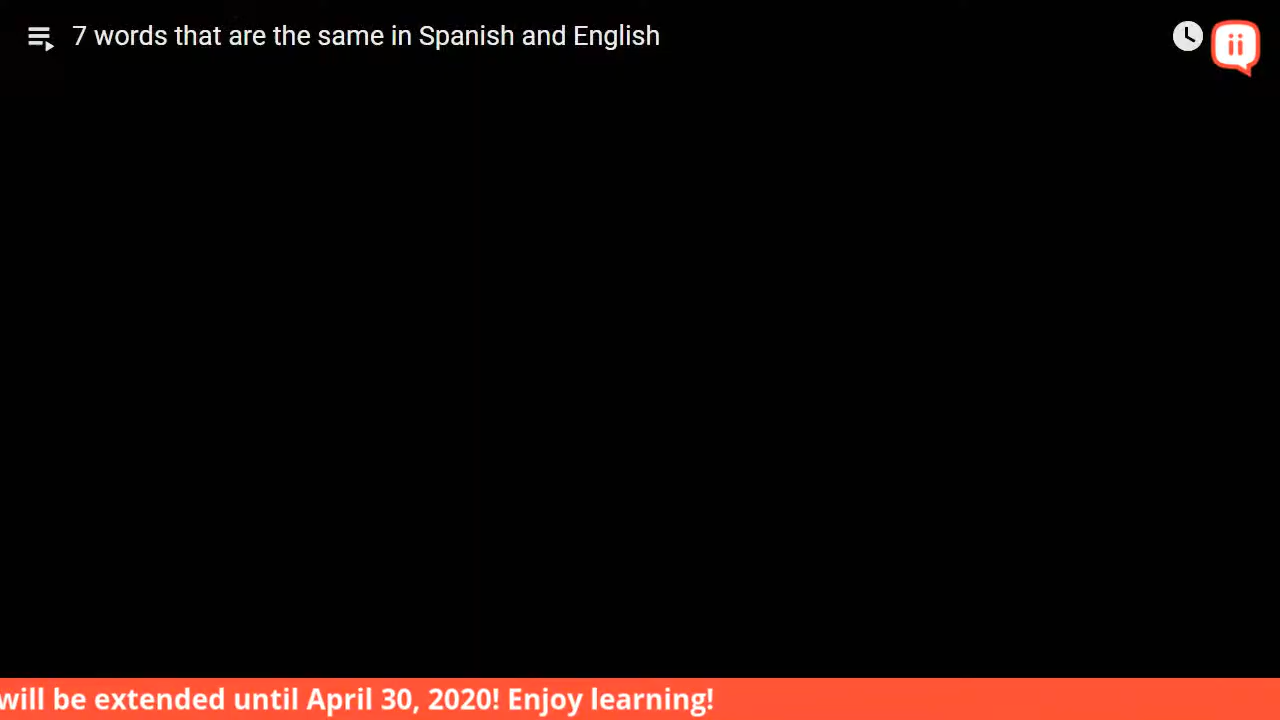 7 words that are the same in Spanish and English
will be extended until April 30, 2020! Enjoy learning!